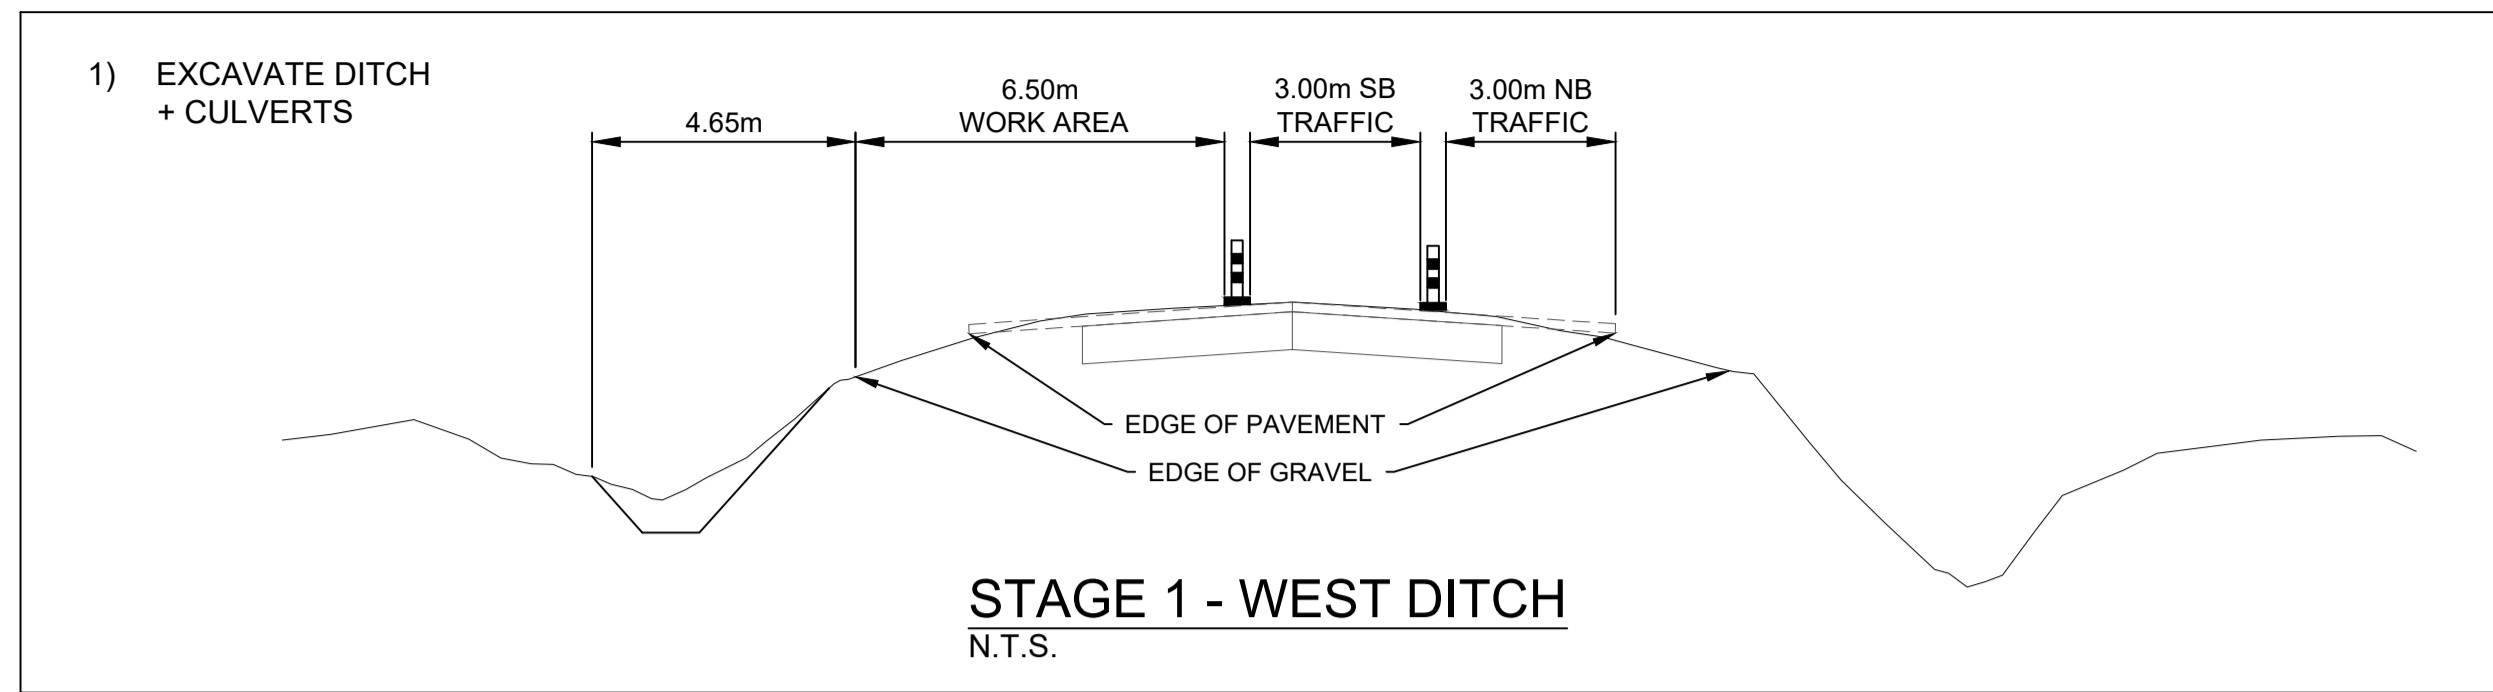 1) EXCAVATE DITCH
+ CULVERTS
4.65m
6.50m
WORK AREA
3.00m SB
TRAFFIC
3.00m NB
TRAFFIC
EDGE OF PAVEMENT
EDGE OF GRAVEL
STAGE 1 - WEST DITCH
N.T.S.